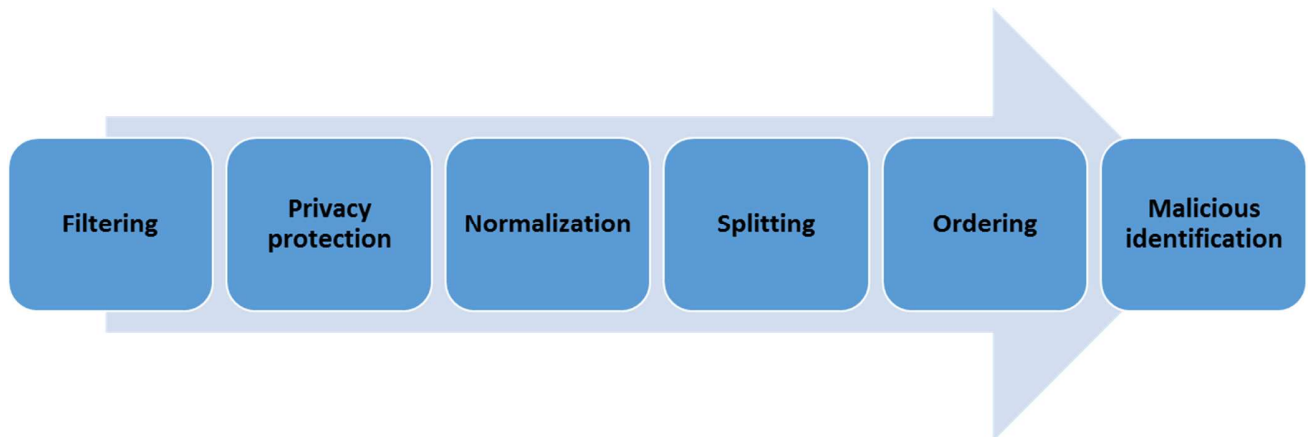 Filtering
Privacy
protection
Normalization
Splitting
Ordering
Malicious
identification